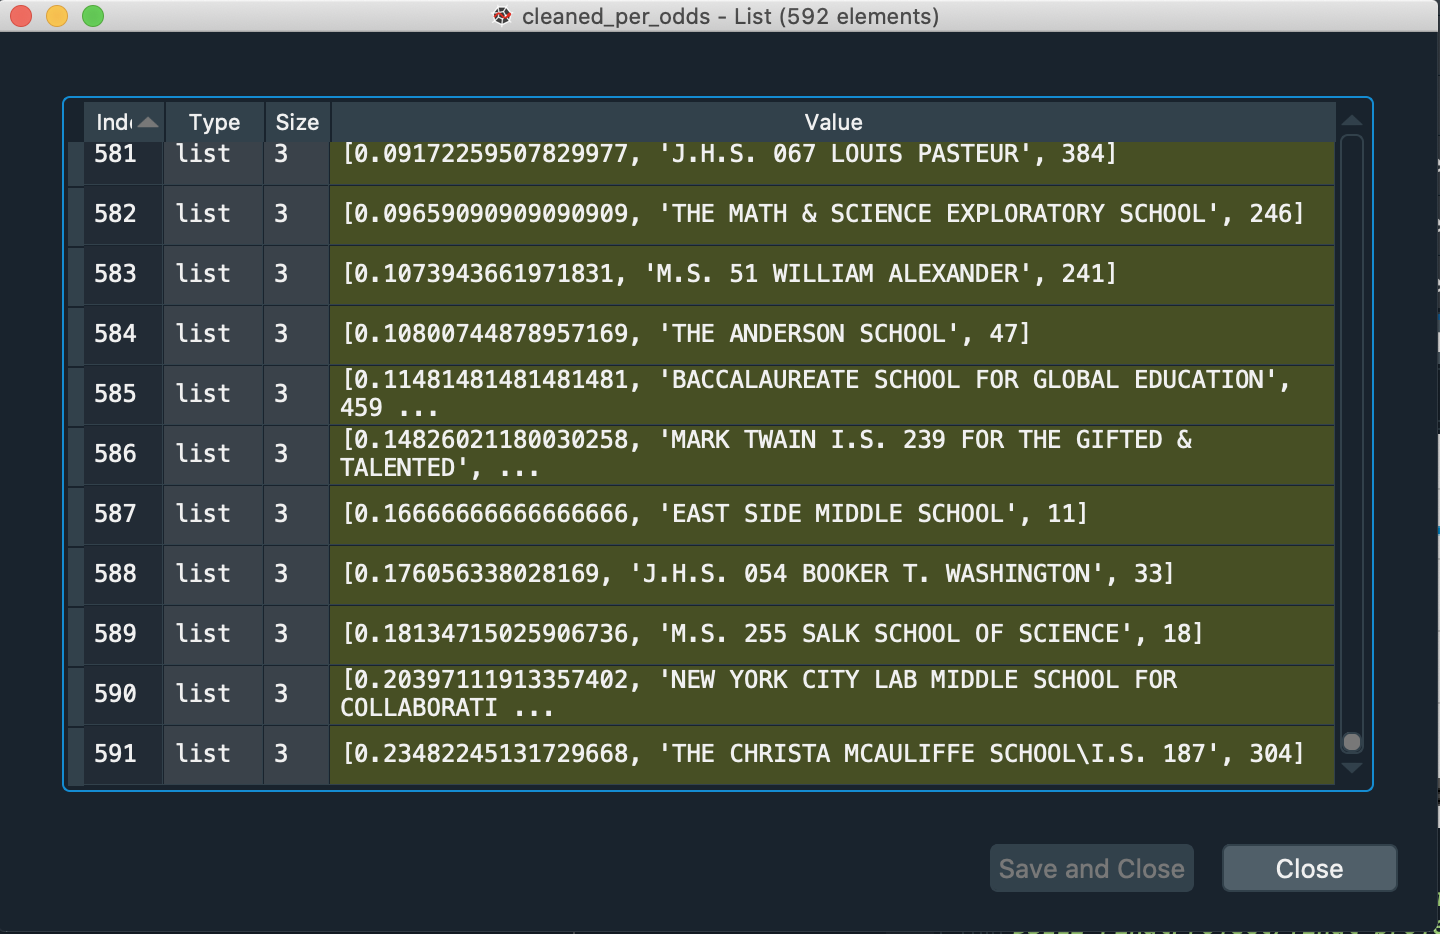 cleaned_per_odds - List (592 elements)
Inde Type Size Value
581 list 3 [0.09172259507829977, 'J.H.S. 067 LOUIS PASTEUR', 384]
582 list 3 [0.09659090909090909, 'THE MATH & SCIENCE EXPLORATORY SCHOOL', 246]
583 list 3 [0.1073943661971831, 'M.S. 51 WILLIAM ALEXANDER', 241]
584 list 3 [0.10800744878957169, 'THE ANDERSON SCHOOL', 47]
585 list 3 [0.11481481481481481, 'BACCALAUREATE SCHOOL FOR GLOBAL EDUCATION',
459 ...
586 list 3 [0.14826021180030258, 'MARK TWAIN I.S. 239 FOR THE GIFTED &
TALENTED', ...
587 list 3 [0.16666666666666666, 'EAST SIDE MIDDLE SCHOOL', 11]
588 list 3 [0.176056338028169, 'J.H.S. 054 BOOKER T. WASHINGTON', 33]
589 list 3 [0.18134715025906736, 'M.S. 255 SALK SCHOOL OF SCIENCE', 18]
590 list 3 [0.20397111913357402, 'NEW YORK CITY LAB MIDDLE SCHOOL FOR
COLLABORATI ...
591 list 3 [0.23482245131729668, 'THE CHRISTA MCAULIFFE SCHOOL\I.S. 187', 304]
Save and Close Close